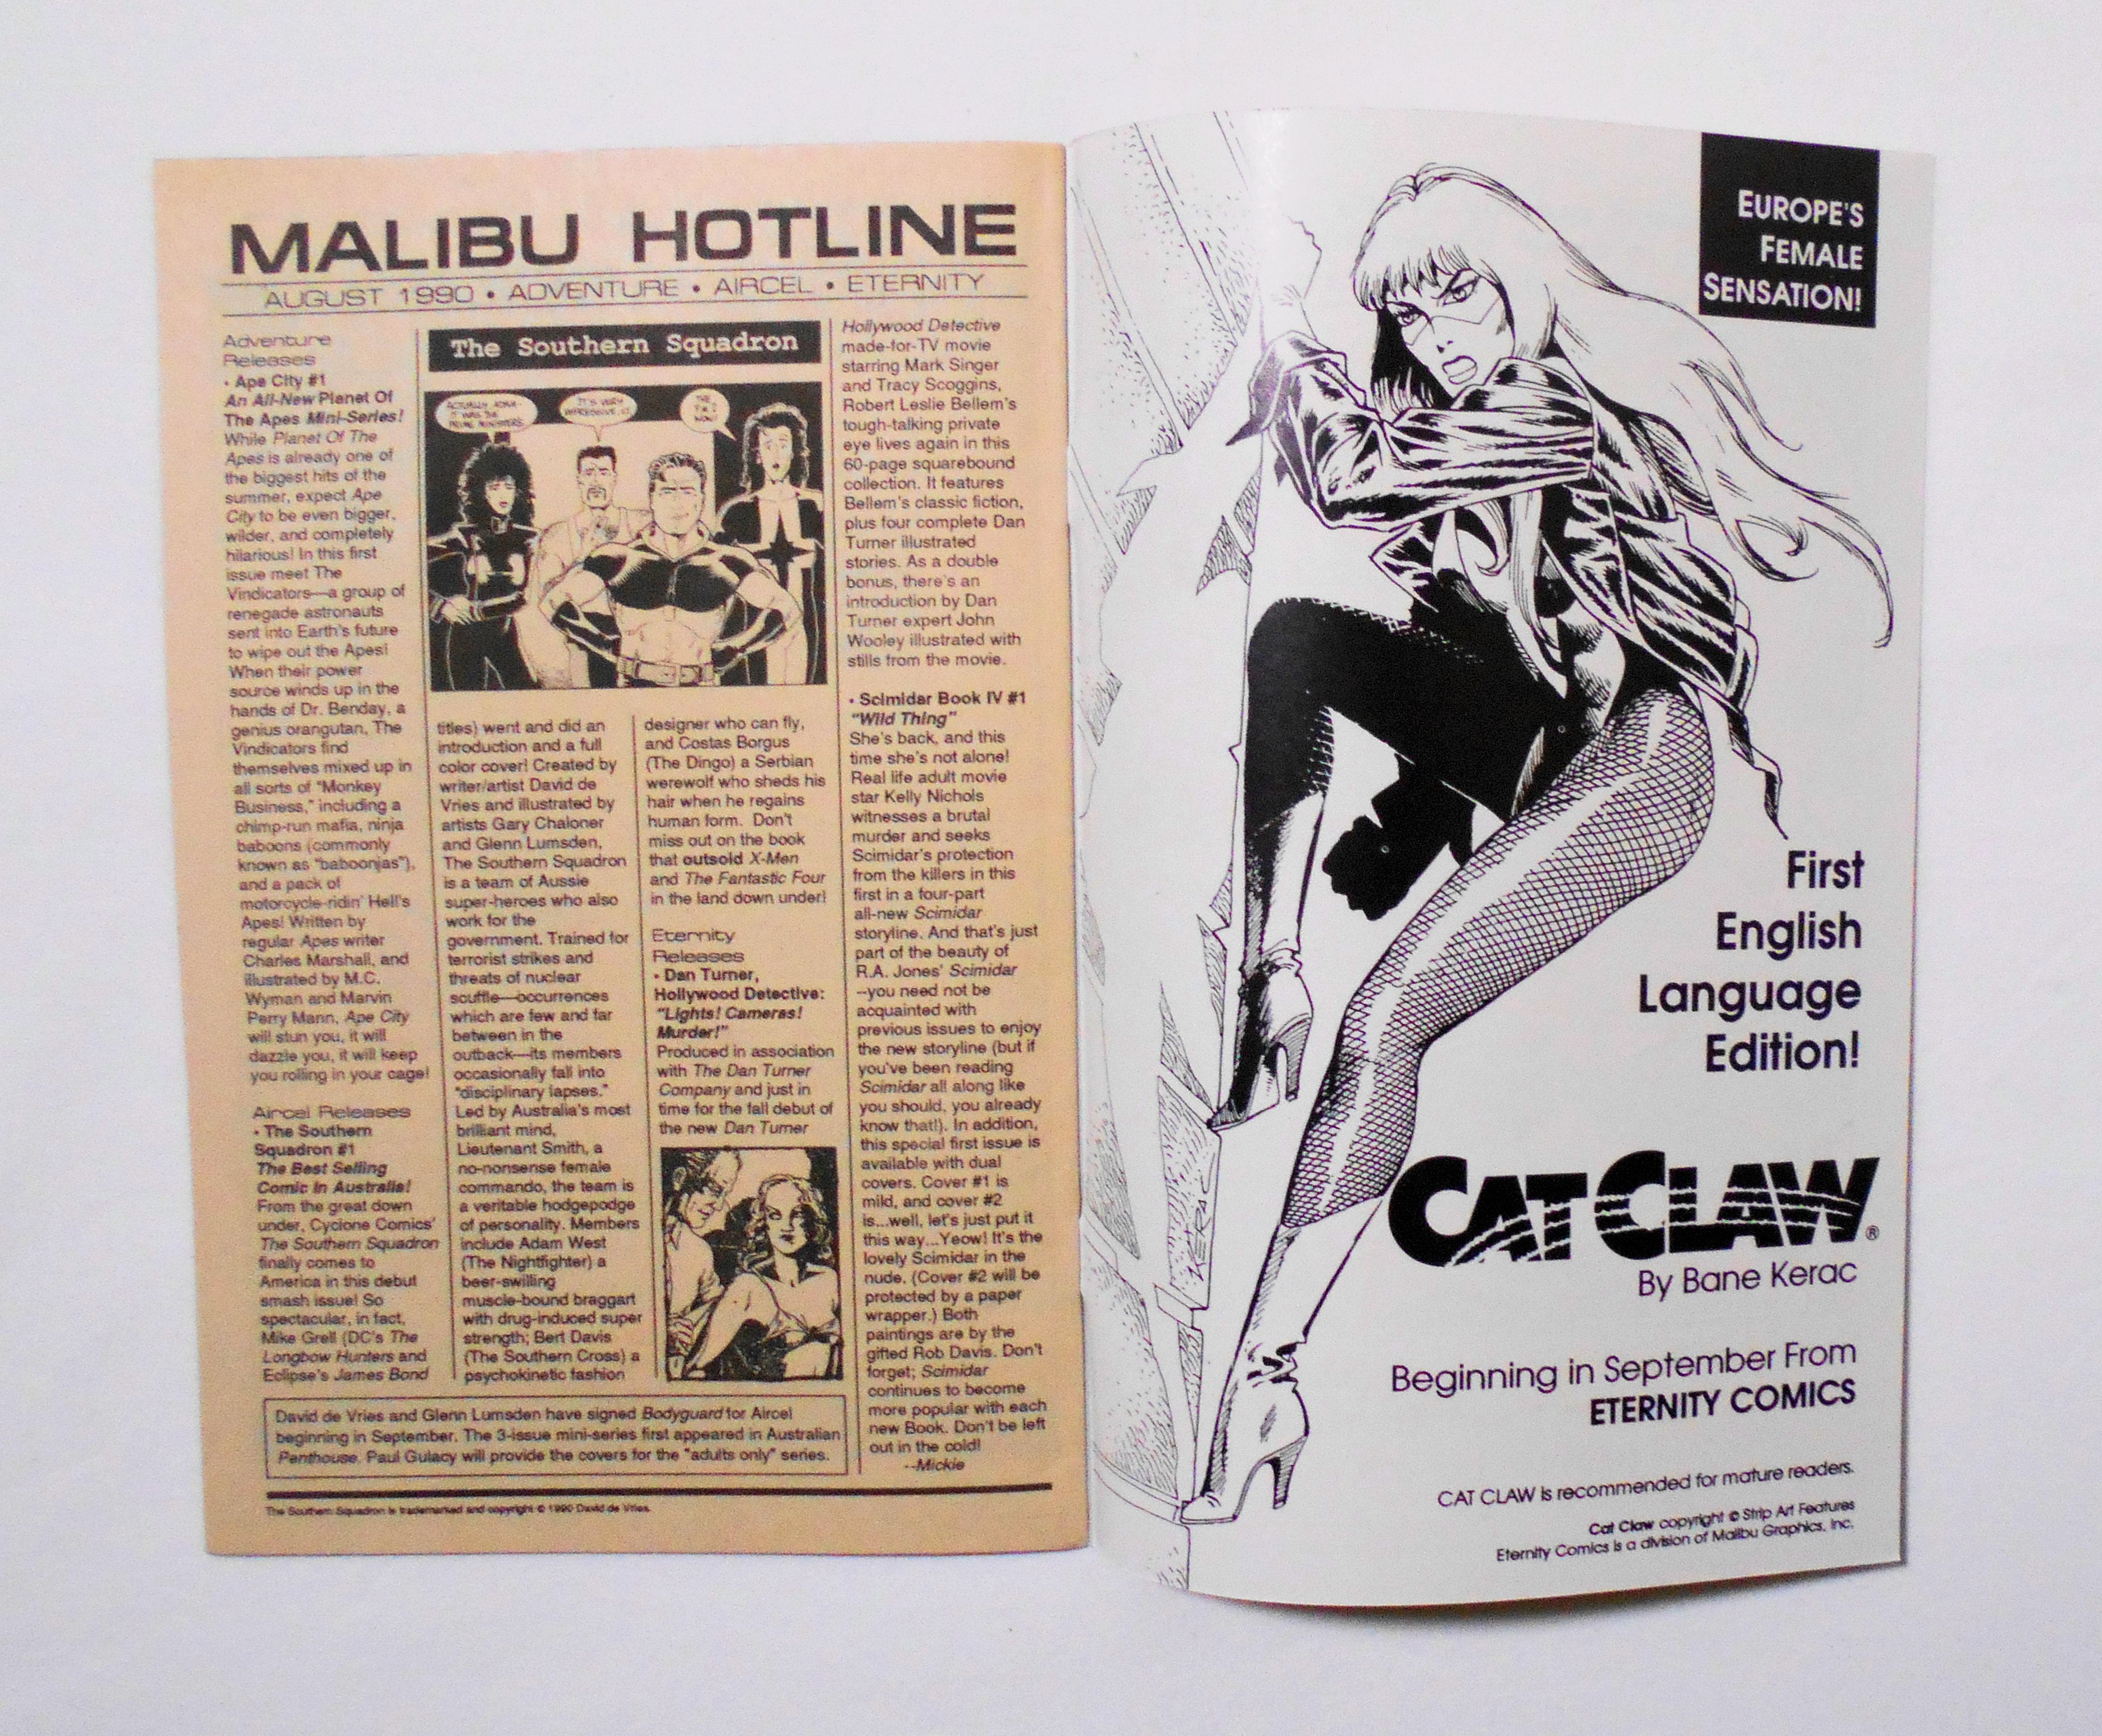 MALIBU HOTLINE
AUGUST 1990 • ADVENTURE • AIRCEL • ETERNITY
Adventure
Releases
• Ape City #1
An All-New Planet Of
The Apes Mini-Series!
While Planet Of The
Apes is already one of
the biggest hits of the
summer, expect Ape
City to be even bigger,
wilder, and completely
hilarious! In this first
issue meet The
Vindicators—a group of
renegade astronauts
sent into Earth's future
to wipe out the Apes!
When their power
source winds up in the
hands of Dr. Benday, a
genius orangutan, The
Vindicators find
themselves mixed up in
all sorts of "Monkey
Business," including a
chimp-run mafia, ninja
baboons (commonly
known as "baboonjas"),
and a pack of
motorcycle-ridin' Hell's
Apes! Written by
regular Apes writer
Charles Marshall, and
illustrated by M.C.
Wyman and Marvin
Perry Mann, Ape City
will stun you, it will
dazzle you, it will keep
you rolling in your cage!
Aircel Releases
• The Southern
Squadron #1
The Best Selling
Comic In Australia!
From the great down
under, Cyclone Comics'
The Southern Squadron
finally comes to
America in this debut
smash issue! So
spectacular, in fact,
Mike Grell (DC's The
Longbow Hunters and
Eclipse's James Bond
The Southern Squadron
ACTUALLY, ADAM
IT WAS THE
PRIME MINISTER'S
IT'S VERY
IMPRESSIVE, LT.
titles) went and did an
introduction and a full
color cover! Created by
writer/artist David de
Vries and illustrated by
artists Gary Chaloner
and Glenn Lumsden,
The Southern Squadron
is a team of Aussie
super-heroes who also
work for the
government. Trained for
terrorist strikes and
threats of nuclear
souffle—occurrences
which are few and far
between in the
outback—its members
occasionally fall into
"disciplinary lapses."
Led by Australia's most
brilliant mind,
Lieutenant Smith, a
no-nonsense female
commando, the team is
a veritable hodgepodge
of personality. Members
include Adam West
(The Nightfighter) a
beer-swilling
muscle-bound braggart
with drug-induced super
strength; Bert Davis
(The Southern Cross) a
psychokinetic fashion
designer who can fly,
and Costas Borgus
(The Dingo) a Serbian
werewolf who sheds his
hair when he regains
human form. Don't
miss out on the book
that outsold X-Men
and The Fantastic Four
in the land down under!
Eternity
Releases
• Dan Turner,
Hollywood Detective:
"Lights! Cameras!
Murder!"
Produced in association
with The Dan Turner
Company and just in
time for the fall debut of
the new Dan Turner
Hollywood Detective
made-for-TV movie
starring Mark Singer
and Tracy Scoggins,
Robert Leslie Bellem's
tough-talking private
eye lives again in this
60-page squarebound
collection. It features
Bellem's classic fiction,
plus four complete Dan
Turner illustrated
stories. As a double
bonus, there's an
introduction by Dan
Turner expert John
Wooley illustrated with
stills from the movie.
• Scimidar Book IV #1
"Wild Thing"
She's back, and this
time she's not alone!
Real life adult movie
star Kelly Nichols
witnesses a brutal
murder and seeks
Scimidar's protection
from the killers in this
first in a four-part
all-new Scimidar
storyline. And that's just
part of the beauty of
R.A. Jones' Scimidar
--you need not be
acquainted with
previous issues to enjoy
the new storyline (but if
you've been reading
Scimidar all along like
you should, you already
know that!). In addition,
this special first issue is
available with dual
covers. Cover #1 is
mild, and cover #2
is...well, let's just put it
this way...Yeow! It's the
lovely Scimidar in the
nude. (Cover #2 will be
protected by a paper
wrapper.) Both
paintings are by the
gifted Rob Davis. Don't
forget; Scimidar
continues to become
more popular with each
new Book. Don't be left
out in the cold!
--Mickie
David de Vries and Glenn Lumsden have signed Bodyguard for Aircel
beginning in September. The 3-issue mini-series first appeared in Australian
Penthouse. Paul Gulacy will provide the covers for the "adults only" series.
The Southern Squadron is trademarked and copyright © 1990 David de Vries.
EUROPE'S
FEMALE
SENSATION!
First
English
Language
Edition!
KERAC
CAT CLAW®
By Bane Kerac
Beginning in September From
ETERNITY COMICS
CAT CLAW is recommended for mature readers.
Cat Claw copyright © Strip Art Features
Eternity Comics is a division of Malibu Graphics, Inc.